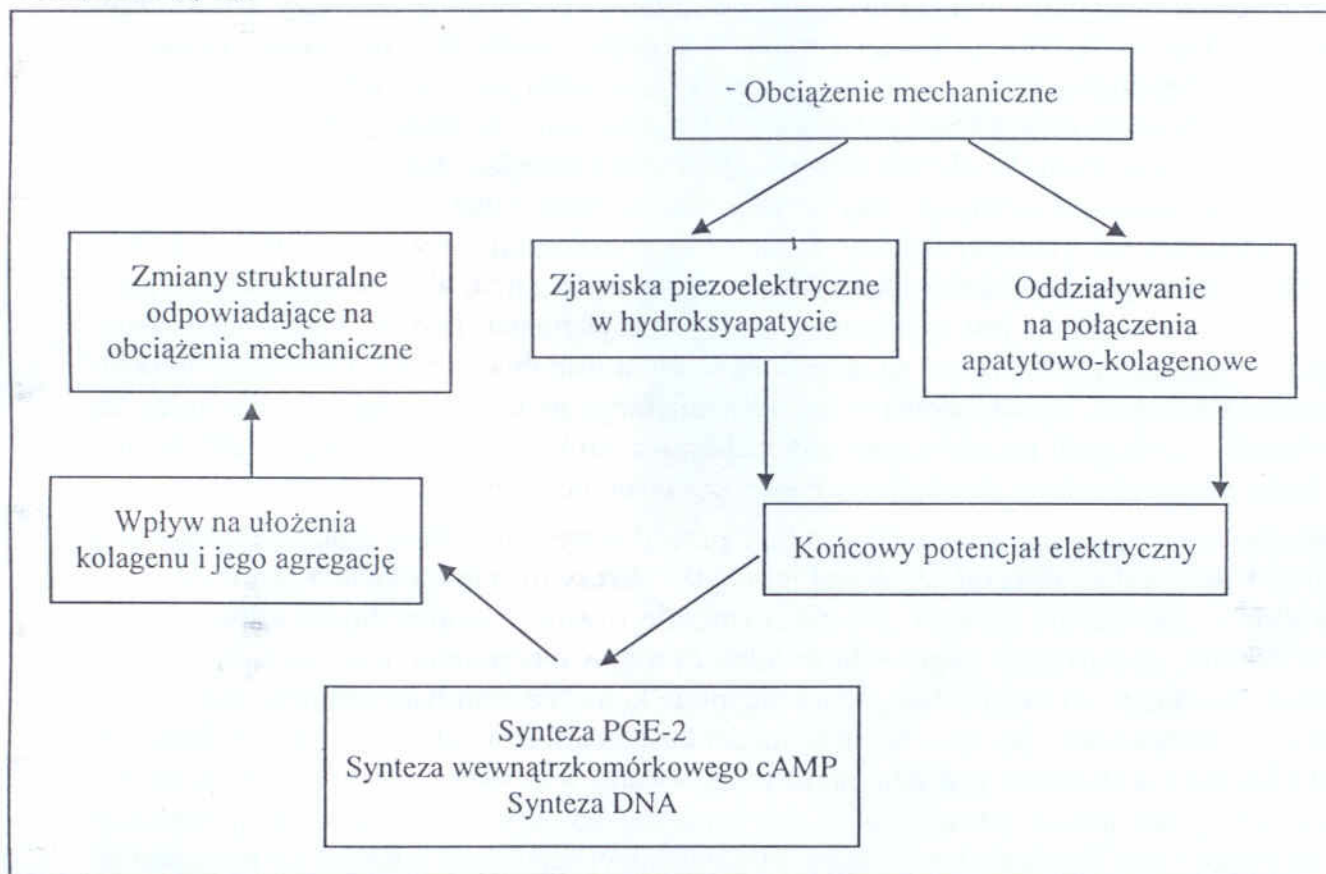 - Obciążenie mechaniczne
Zmiany strukturalne
odpowiadające na
obciążenia mechaniczne
Zjawiska piezoelektryczne
w hydroksyapatycie
Oddziaływanie
na połączenia
apatytowo-kolagenowe
Wpływ na ułożenia
kolagenu i jego agregację
Końcowy potencjał elektryczny
Synteza PGE-2
Synteza wewnątrzkomórkowego cAMP
Synteza DNA